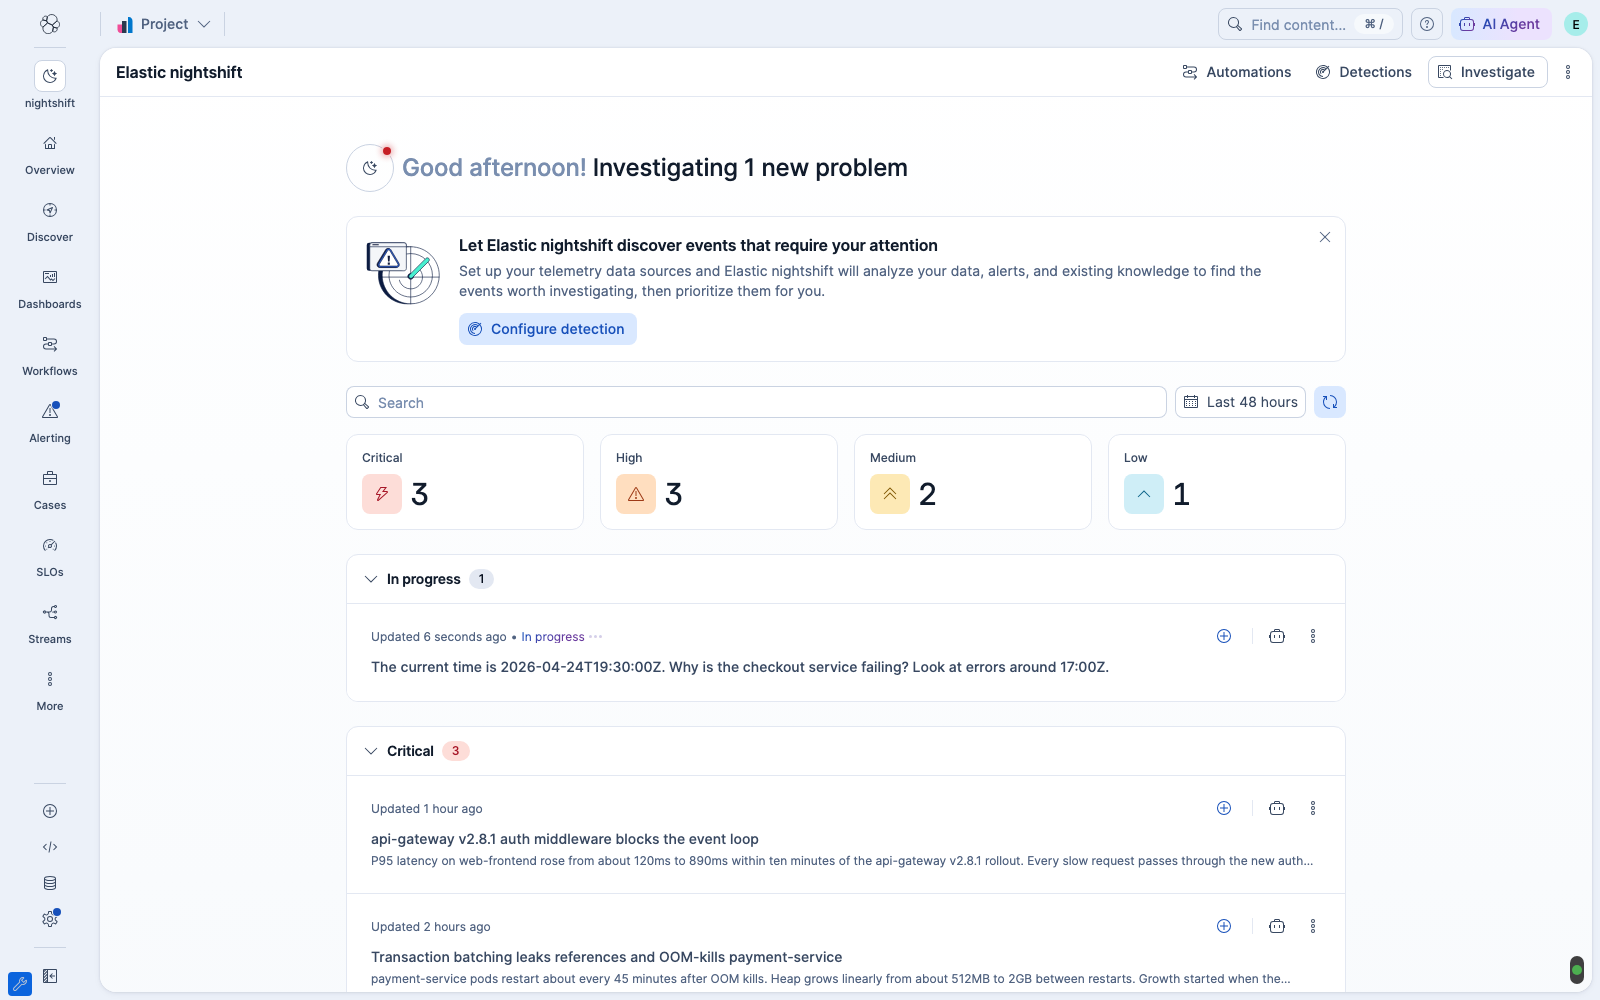 Project
Find content...
⌘ /
AI Agent
E
nightshift
Overview
Discover
Dashboards
Workflows
Alerting
Cases
SLOs
Streams
More
Elastic nightshift
Automations
Detections
Investigate
Good afternoon! Investigating 1 new problem
Let Elastic nightshift discover events that require your attention
Set up your telemetry data sources and Elastic nightshift will analyze your data, alerts, and existing knowledge to find the
events worth investigating, then prioritize them for you.
Configure detection
Search
Last 48 hours
Critical
3
High
3
Medium
2
Low
1
In progress 1
Updated 6 seconds ago • In progress
The current time is 2026-04-24T19:30:00Z. Why is the checkout service failing? Look at errors around 17:00Z.
Critical 3
Updated 1 hour ago
api-gateway v2.8.1 auth middleware blocks the event loop
P95 latency on web-frontend rose from about 120ms to 890ms within ten minutes of the api-gateway v2.8.1 rollout. Every slow request passes through the new auth...
Updated 2 hours ago
Transaction batching leaks references and OOM-kills payment-service
payment-service pods restart about every 45 minutes after OOM kills. Heap grows linearly from about 512MB to 2GB between restarts. Growth started when the...